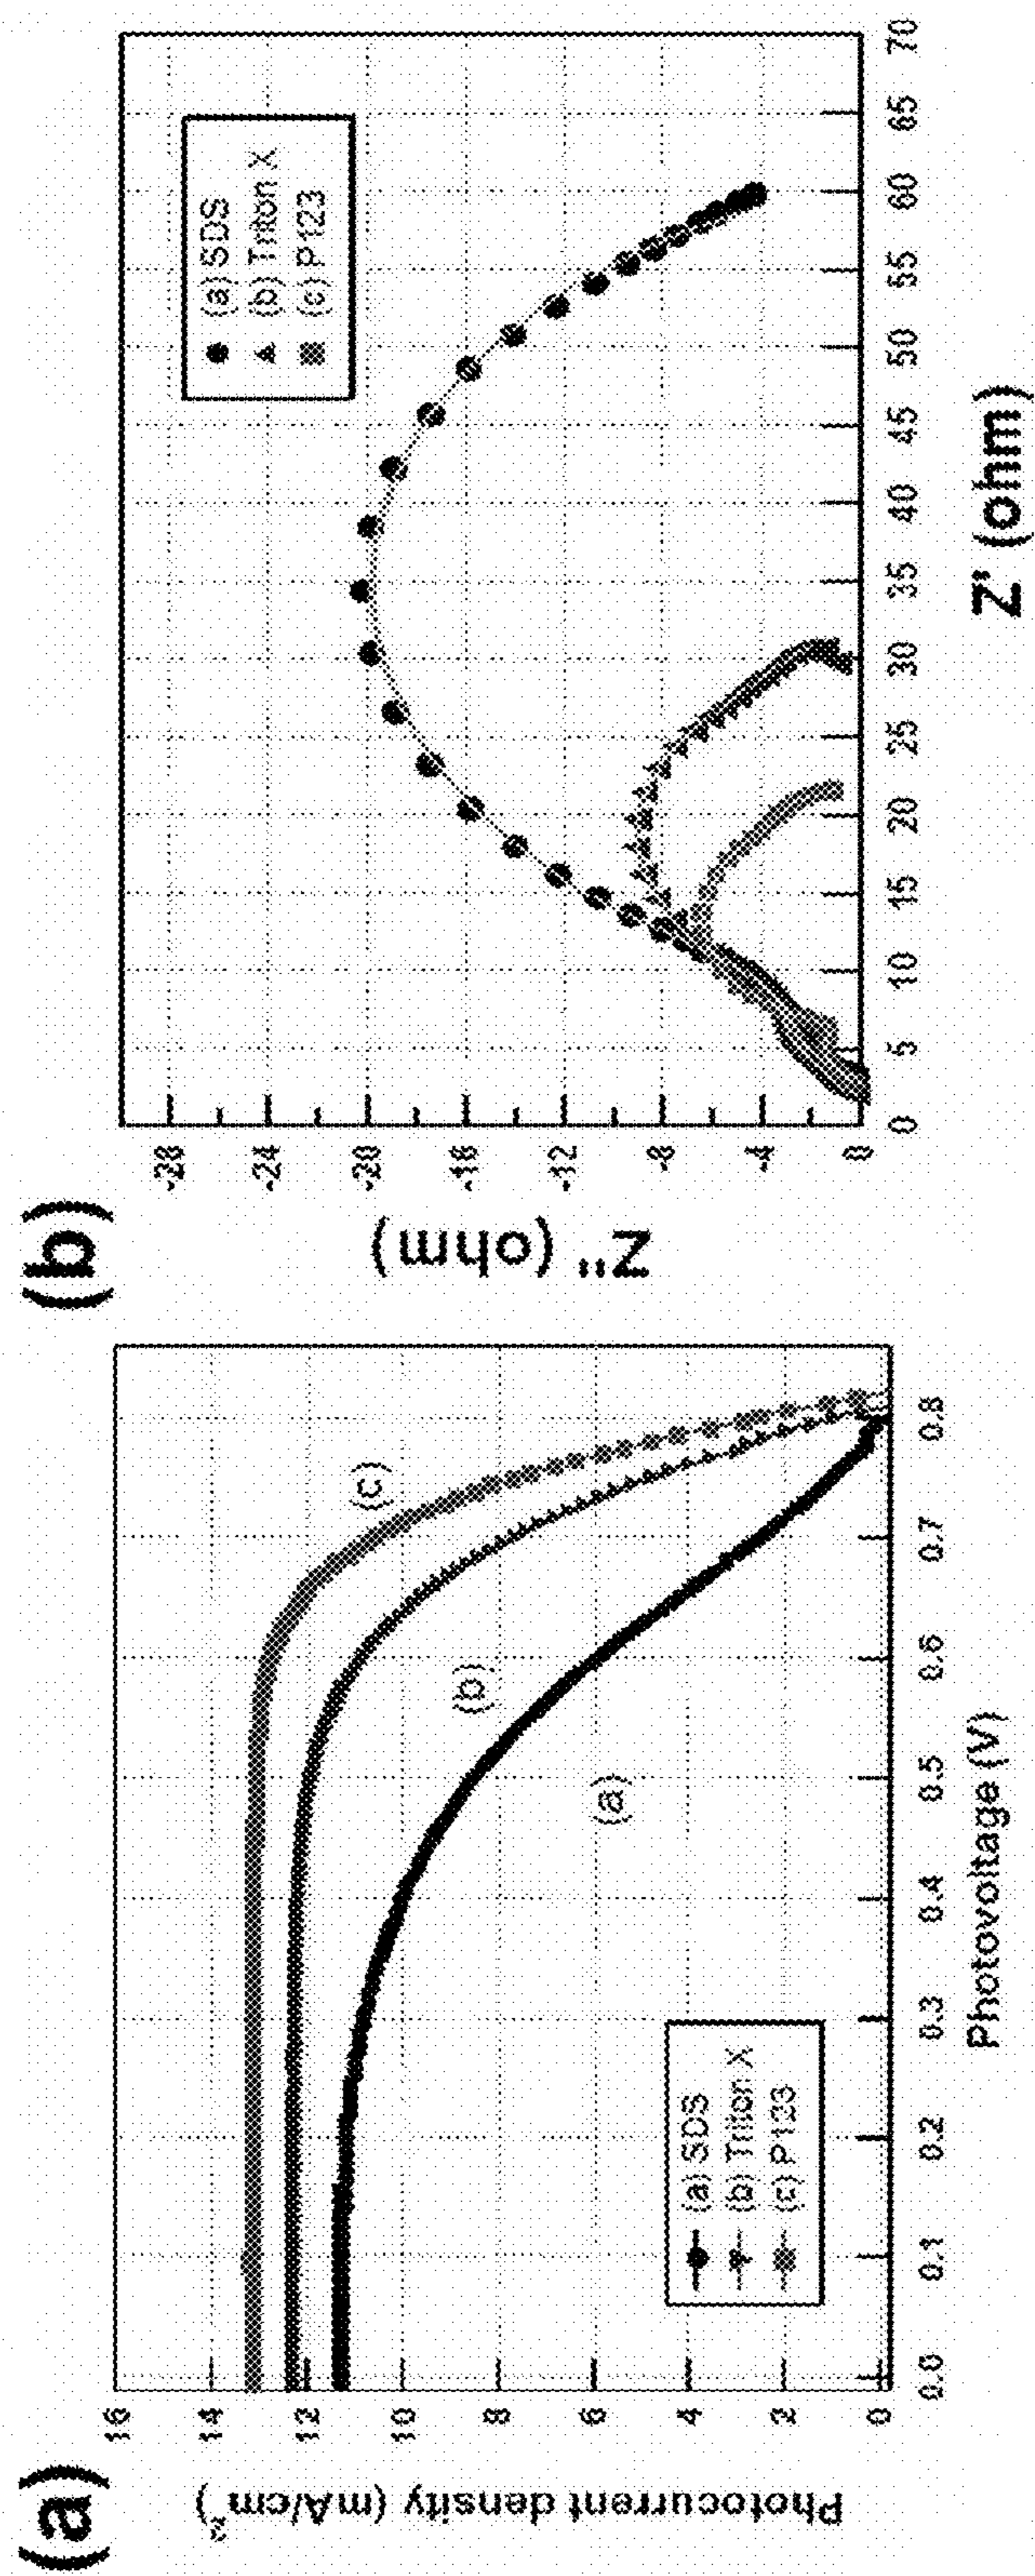 (a)
Photocurrent density (mA/cm²)
16
14
12
10
8
6
4
2
0
(c)
(b)
(a)
(a) SDS
(b) Triton X
(c) P123
0.0 0.1 0.2 0.3 0.4 0.5 0.6 0.7 0.8
Photovoltage (V)
(b)
Z'' (ohm)
-28
-24
-20
-16
-12
-8
-4
0
(a) SDS
(b) Triton X
(c) P123
0 5 10 15 20 25 30 35 40 45 50 55 60 65 70
Z' (ohm)